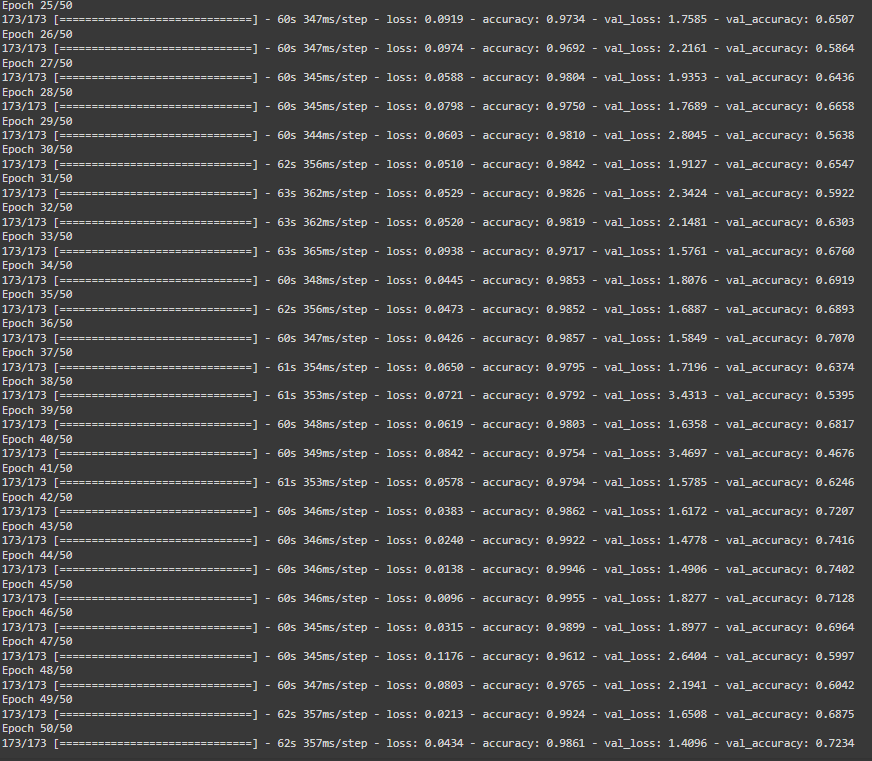 Epoch 25/50
173/173 [==============================] - 60s 347ms/step - loss: 0.0919 - accuracy: 0.9734 - val_loss: 1.7585 - val_accuracy: 0.6507
Epoch 26/50
173/173 [==============================] - 60s 347ms/step - loss: 0.0974 - accuracy: 0.9692 - val_loss: 2.2161 - val_accuracy: 0.5864
Epoch 27/50
173/173 [==============================] - 60s 345ms/step - loss: 0.0588 - accuracy: 0.9804 - val_loss: 1.9353 - val_accuracy: 0.6436
Epoch 28/50
173/173 [==============================] - 60s 345ms/step - loss: 0.0798 - accuracy: 0.9750 - val_loss: 1.7689 - val_accuracy: 0.6658
Epoch 29/50
173/173 [==============================] - 60s 344ms/step - loss: 0.0603 - accuracy: 0.9810 - val_loss: 2.8045 - val_accuracy: 0.5638
Epoch 30/50
173/173 [==============================] - 62s 356ms/step - loss: 0.0510 - accuracy: 0.9842 - val_loss: 1.9127 - val_accuracy: 0.6547
Epoch 31/50
173/173 [==============================] - 63s 362ms/step - loss: 0.0529 - accuracy: 0.9826 - val_loss: 2.3424 - val_accuracy: 0.5922
Epoch 32/50
173/173 [==============================] - 63s 362ms/step - loss: 0.0520 - accuracy: 0.9819 - val_loss: 2.1481 - val_accuracy: 0.6303
Epoch 33/50
173/173 [==============================] - 63s 365ms/step - loss: 0.0938 - accuracy: 0.9717 - val_loss: 1.5761 - val_accuracy: 0.6760
Epoch 34/50
173/173 [==============================] - 60s 348ms/step - loss: 0.0445 - accuracy: 0.9853 - val_loss: 1.8076 - val_accuracy: 0.6919
Epoch 35/50
173/173 [==============================] - 62s 356ms/step - loss: 0.0473 - accuracy: 0.9852 - val_loss: 1.6887 - val_accuracy: 0.6893
Epoch 36/50
173/173 [==============================] - 60s 347ms/step - loss: 0.0426 - accuracy: 0.9857 - val_loss: 1.5849 - val_accuracy: 0.7070
Epoch 37/50
173/173 [==============================] - 61s 354ms/step - loss: 0.0650 - accuracy: 0.9795 - val_loss: 1.7196 - val_accuracy: 0.6374
Epoch 38/50
173/173 [==============================] - 61s 353ms/step - loss: 0.0721 - accuracy: 0.9792 - val_loss: 3.4313 - val_accuracy: 0.5395
Epoch 39/50
173/173 [==============================] - 60s 348ms/step - loss: 0.0619 - accuracy: 0.9803 - val_loss: 1.6358 - val_accuracy: 0.6817
Epoch 40/50
173/173 [==============================] - 60s 349ms/step - loss: 0.0842 - accuracy: 0.9754 - val_loss: 3.4697 - val_accuracy: 0.4676
Epoch 41/50
173/173 [==============================] - 61s 353ms/step - loss: 0.0578 - accuracy: 0.9794 - val_loss: 1.5785 - val_accuracy: 0.6246
Epoch 42/50
173/173 [==============================] - 60s 346ms/step - loss: 0.0383 - accuracy: 0.9862 - val_loss: 1.6172 - val_accuracy: 0.7207
Epoch 43/50
173/173 [==============================] - 60s 346ms/step - loss: 0.0240 - accuracy: 0.9922 - val_loss: 1.4778 - val_accuracy: 0.7416
Epoch 44/50
173/173 [==============================] - 60s 346ms/step - loss: 0.0138 - accuracy: 0.9946 - val_loss: 1.4906 - val_accuracy: 0.7402
Epoch 45/50
173/173 [==============================] - 60s 346ms/step - loss: 0.0096 - accuracy: 0.9955 - val_loss: 1.8277 - val_accuracy: 0.7128
Epoch 46/50
173/173 [==============================] - 60s 345ms/step - loss: 0.0315 - accuracy: 0.9899 - val_loss: 1.8977 - val_accuracy: 0.6964
Epoch 47/50
173/173 [==============================] - 60s 345ms/step - loss: 0.1176 - accuracy: 0.9612 - val_loss: 2.6404 - val_accuracy: 0.5997
Epoch 48/50
173/173 [==============================] - 60s 347ms/step - loss: 0.0803 - accuracy: 0.9765 - val_loss: 2.1941 - val_accuracy: 0.6042
Epoch 49/50
173/173 [==============================] - 62s 357ms/step - loss: 0.0213 - accuracy: 0.9924 - val_loss: 1.6508 - val_accuracy: 0.6875
Epoch 50/50
173/173 [==============================] - 62s 357ms/step - loss: 0.0434 - accuracy: 0.9861 - val_loss: 1.4096 - val_accuracy: 0.7234